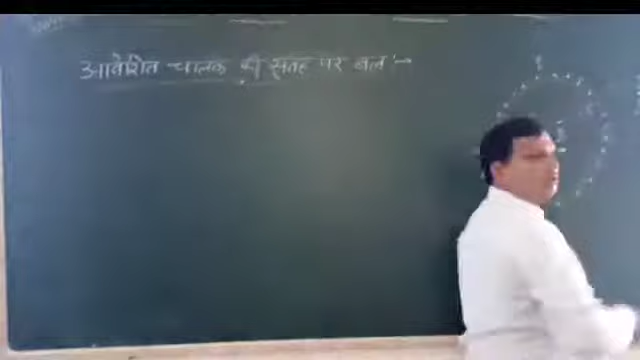 आवेशित चालक की सतह पर बल :→